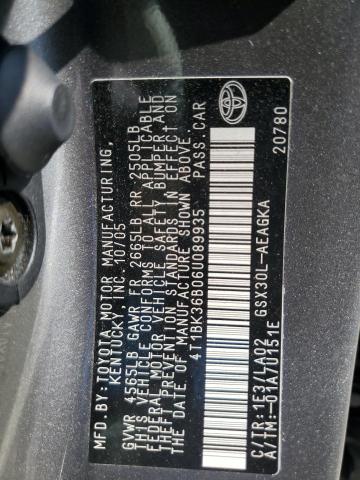 MFD.BY:TOYOTA MOTOR MANUFACTURING,
KENTUCKY INC. 10/05
GVWR 4565LB GAWR FR 2665LB RR 2505LB
THIS VEHICLE CONFORMS TO ALL APPLICABLE
FEDERAL MOTOR VEHICLE SAFETY, BUMPER, AND
THEFT PREVENTION STANDARDS IN EFFECT ON
THE DATE OF MANUFACTURE SHOWN ABOVE.
4T1BK36B06U089935 PASS.CAR
C/TR:1E3/LA02 GSX30L-AEAGKA
A/TM:-01A/U151E 20780